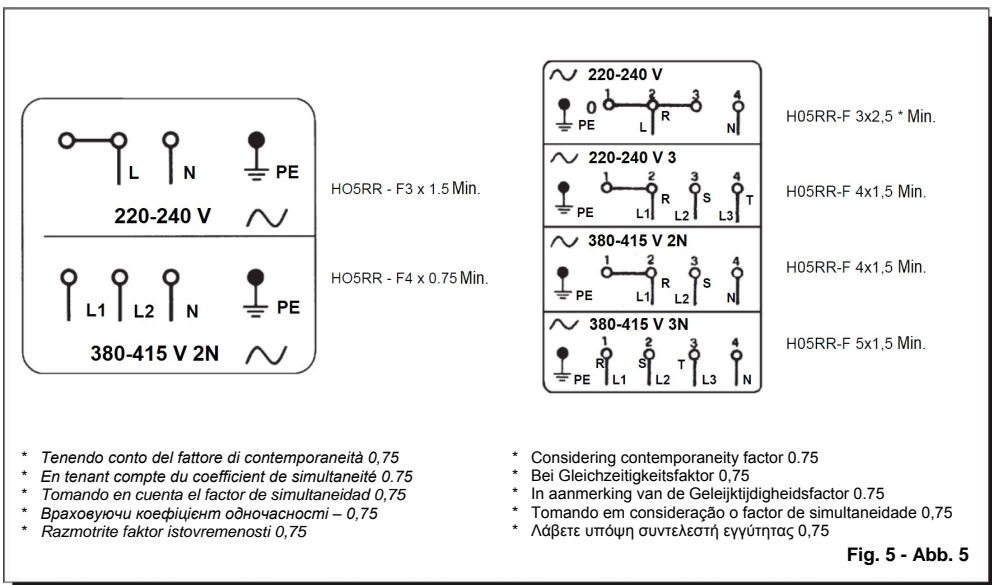 L N PE
220-240 V
HO5RR - F3 x 1.5 Min.
L1 L2 N PE
380-415 V 2N
HO5RR - F4 x 0.75 Min.
220-240 V
1 2 3 4
0
PE L R N
H05RR-F 3x2,5 * Min.
220-240 V 3
1 2 3 4
PE L1 R L2 S L3 T
H05RR-F 4x1,5 Min.
380-415 V 2N
1 2 3 4
PE L1 R L2 S N
H05RR-F 4x1,5 Min.
380-415 V 3N
1 2 3 4
PE R L1 S L2 T L3 N
H05RR-F 5x1,5 Min.
* Tenendo conto del fattore di contemporaneità 0,75
* En tenant compte du coefficient de simultaneité 0.75
* Tomando en cuenta el factor de simultaneidad 0,75
* Враховуючи коефіцієнт одночасності – 0,75
* Razmotrite faktor istovremenosti 0,75
* Considering contemporaneity factor 0.75
* Bei Gleichzeitigkeitsfaktor 0,75
* In aanmerking van de Geleijktijdigheidsfactor 0.75
* Tomando em consideração o factor de simultaneidade 0,75
* Λάβετε υπόψη συντελεστή εγγύτητας 0,75
Fig. 5 - Abb. 5